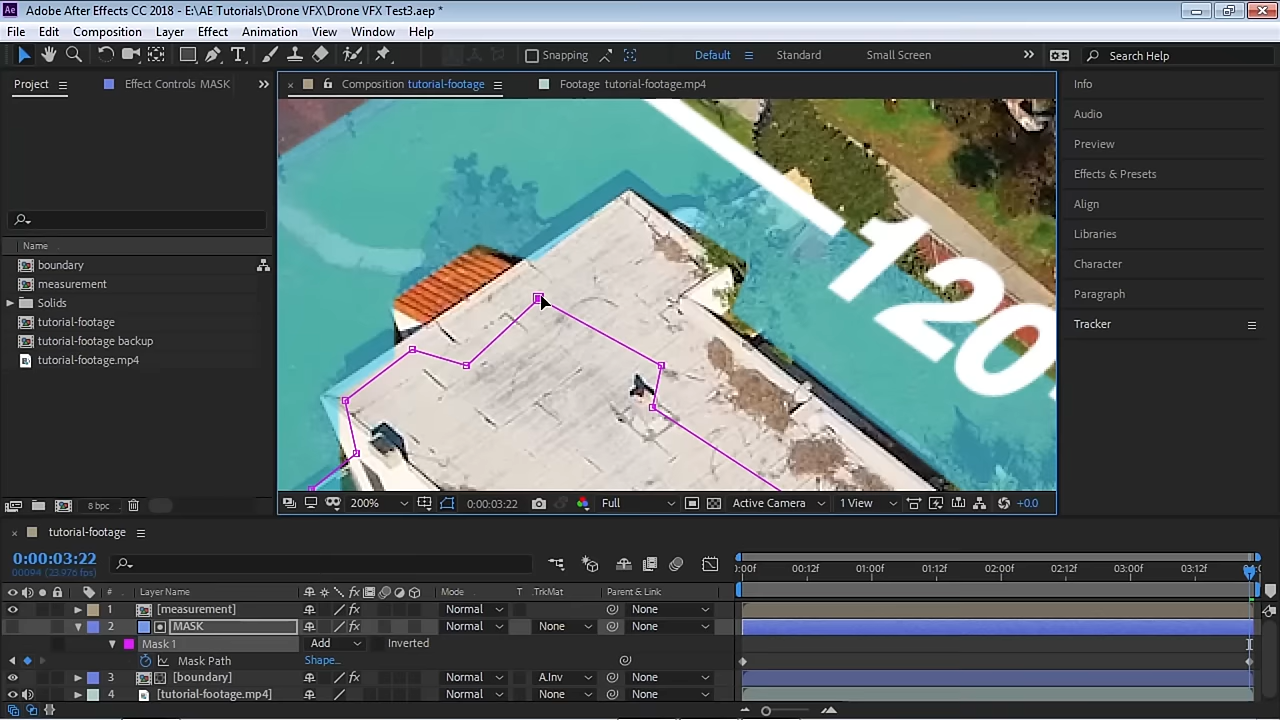 Adobe After Effects CC 2018 - E:\AE Tutorials\Drone VFX\Drone VFX Test3.aep *
File Edit Composition Layer Effect Animation View Window Help
Snapping Default Standard Small Screen Search Help
Project Effect Controls MASK
Composition tutorial-footage Footage tutorial-footage.mp4
Info
Audio
Preview
Effects & Presets
Align
Libraries
Character
Paragraph
Tracker
Name
boundary
measurement
Solids
tutorial-footage
tutorial-footage backup
tutorial-footage.mp4
120
8 bpc
200% 0:00:03:22 Full Active Camera 1 View +0.0
tutorial-footage
0:00:03:22
00094 (23.976 fps)
:00f 00:12f 01:00f 01:12f 02:00f 02:12f 03:00f 03:12f
# Layer Name Mode T .TrkMat Parent & Link
1 [measurement] Normal None
2 MASK Normal None None
Mask 1 Add Inverted
Mask Path Shape...
3 [boundary] Normal A.Inv None
4 [tutorial-footage.mp4] Normal None None